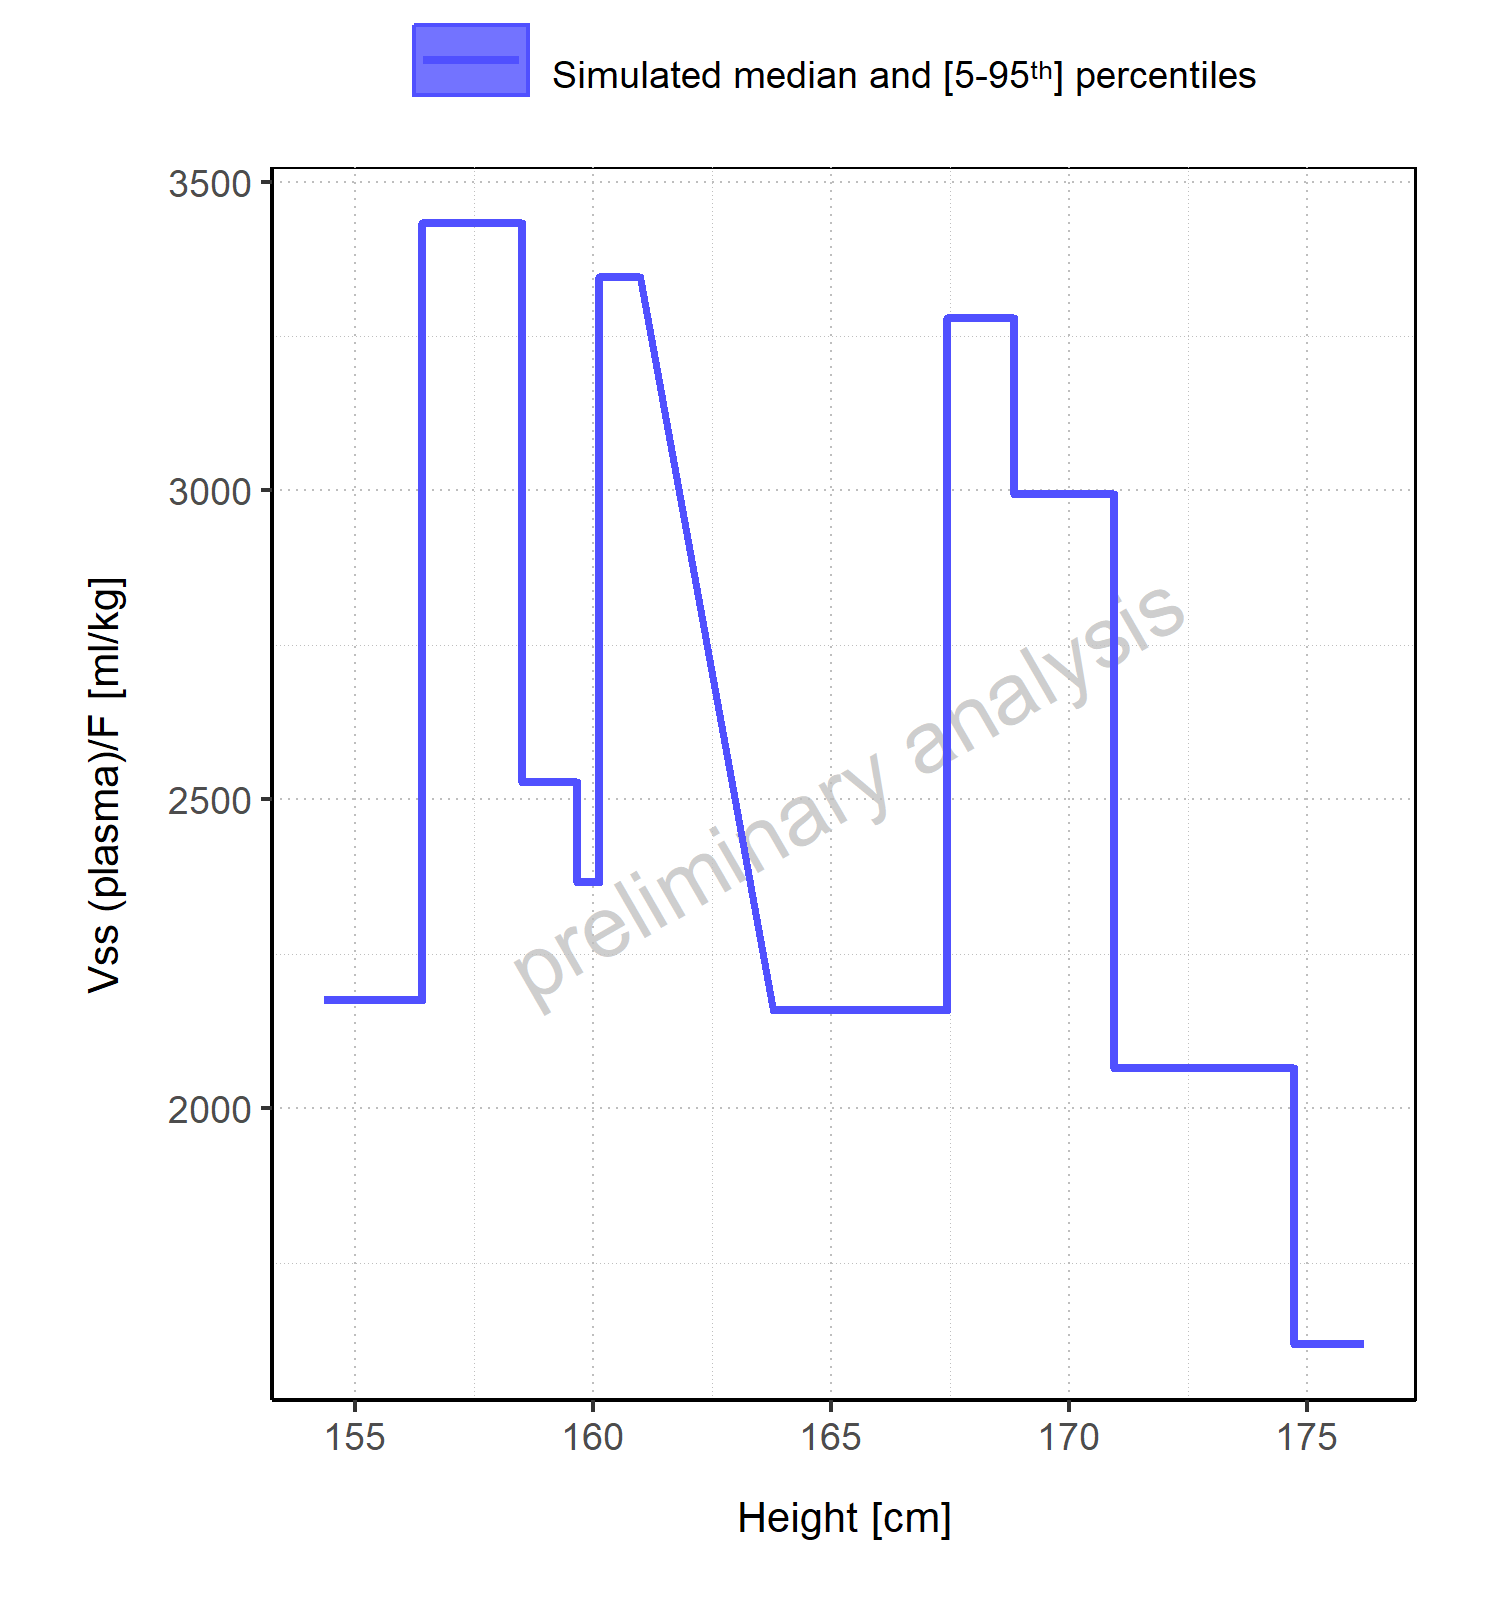 Simulated median and [5-95ᵗʰ] percentiles
3500
3000
2500
2000
Vss (plasma)/F [ml/kg]
preliminary analysis
155 160 165 170 175
Height [cm]